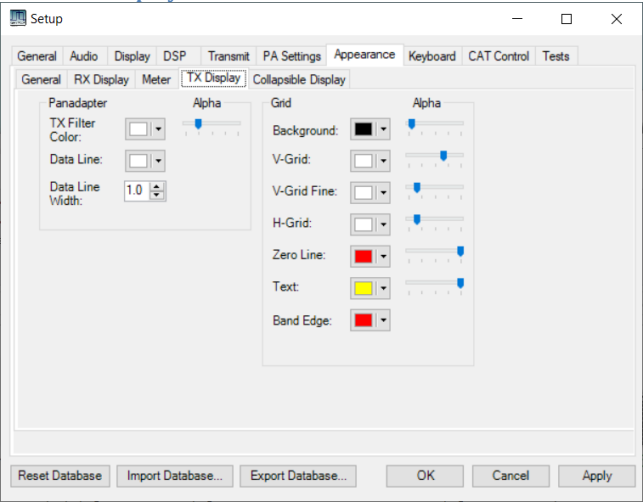 Setup
General Audio Display DSP Transmit PA Settings Appearance Keyboard CAT Control Tests
General RX Display Meter TX Display Collapsible Display
Panadapter Alpha
TX Filter
Color:
Data Line:
Data Line
Width:
1.0
Grid Alpha
Background:
V-Grid:
V-Grid Fine:
H-Grid:
Zero Line:
Text:
Band Edge:
Reset Database Import Database... Export Database... OK Cancel Apply